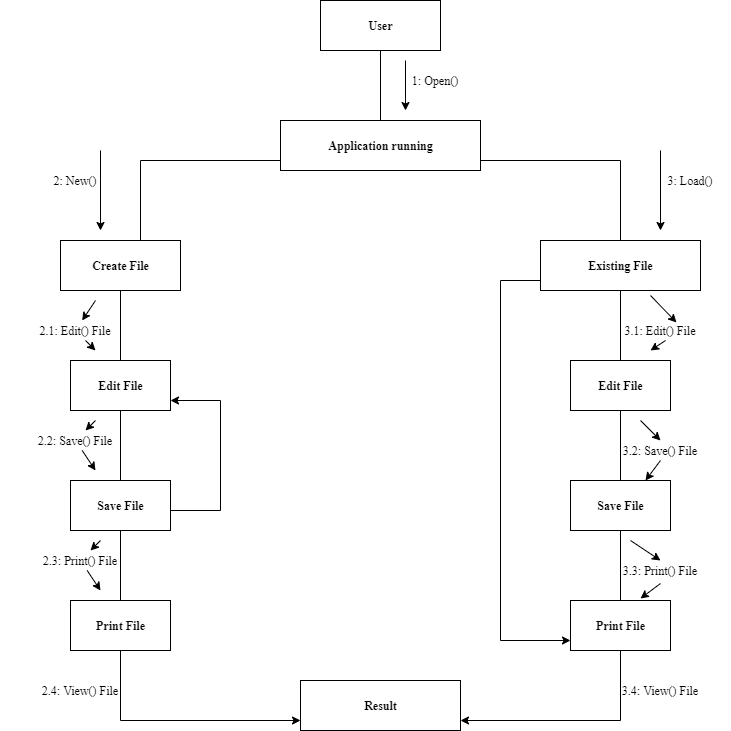 User
1: Open()
Application running
2: New()
3: Load()
Create File
Existing File
2.1: Edit() File
3.1: Edit() File
Edit File
Edit File
2.2: Save() File
3.2: Save() File
Save File
Save File
2.3: Print() File
3.3: Print() File
Print File
Print File
2.4: View() File
3.4: View() File
Result